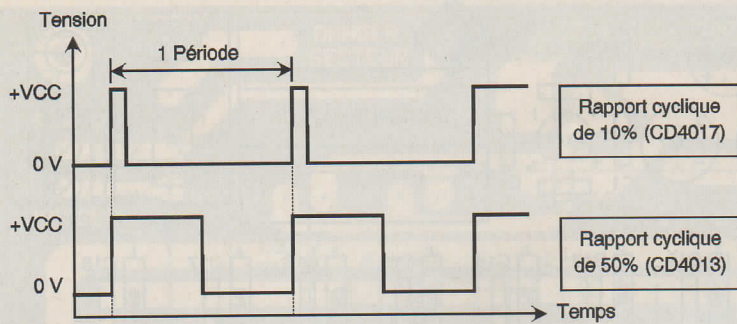 Tension
1 Période
+VCC
0 V
Rapport cyclique
de 10% (CD4017)
+VCC
0 V
Rapport cyclique
de 50% (CD4013)
Temps